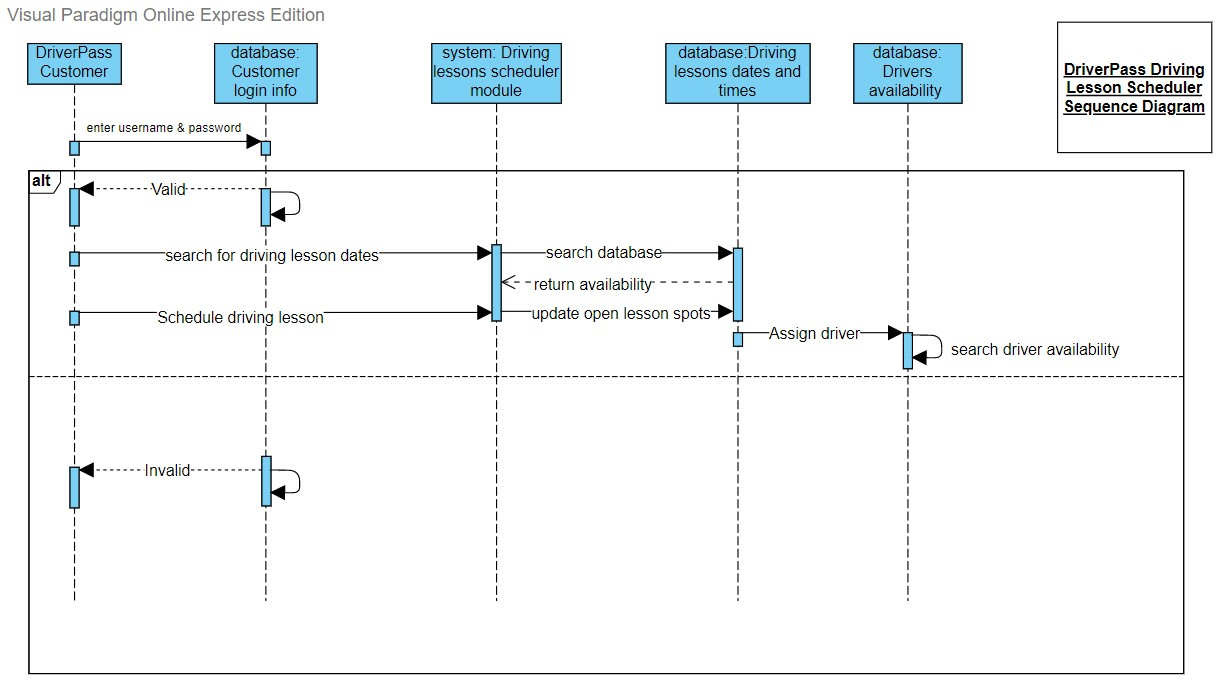 Visual Paradigm Online Express Edition
DriverPass
Customer
database:
Customer
login info
system: Driving
lessons scheduler
module
database:Driving
lessons dates and
times
database:
Drivers
availability
DriverPass Driving
Lesson Scheduler
Sequence Diagram
enter username & password
alt
Valid
search for driving lesson dates
search database
return availability
Schedule driving lesson
update open lesson spots
Assign driver
search driver availability
Invalid